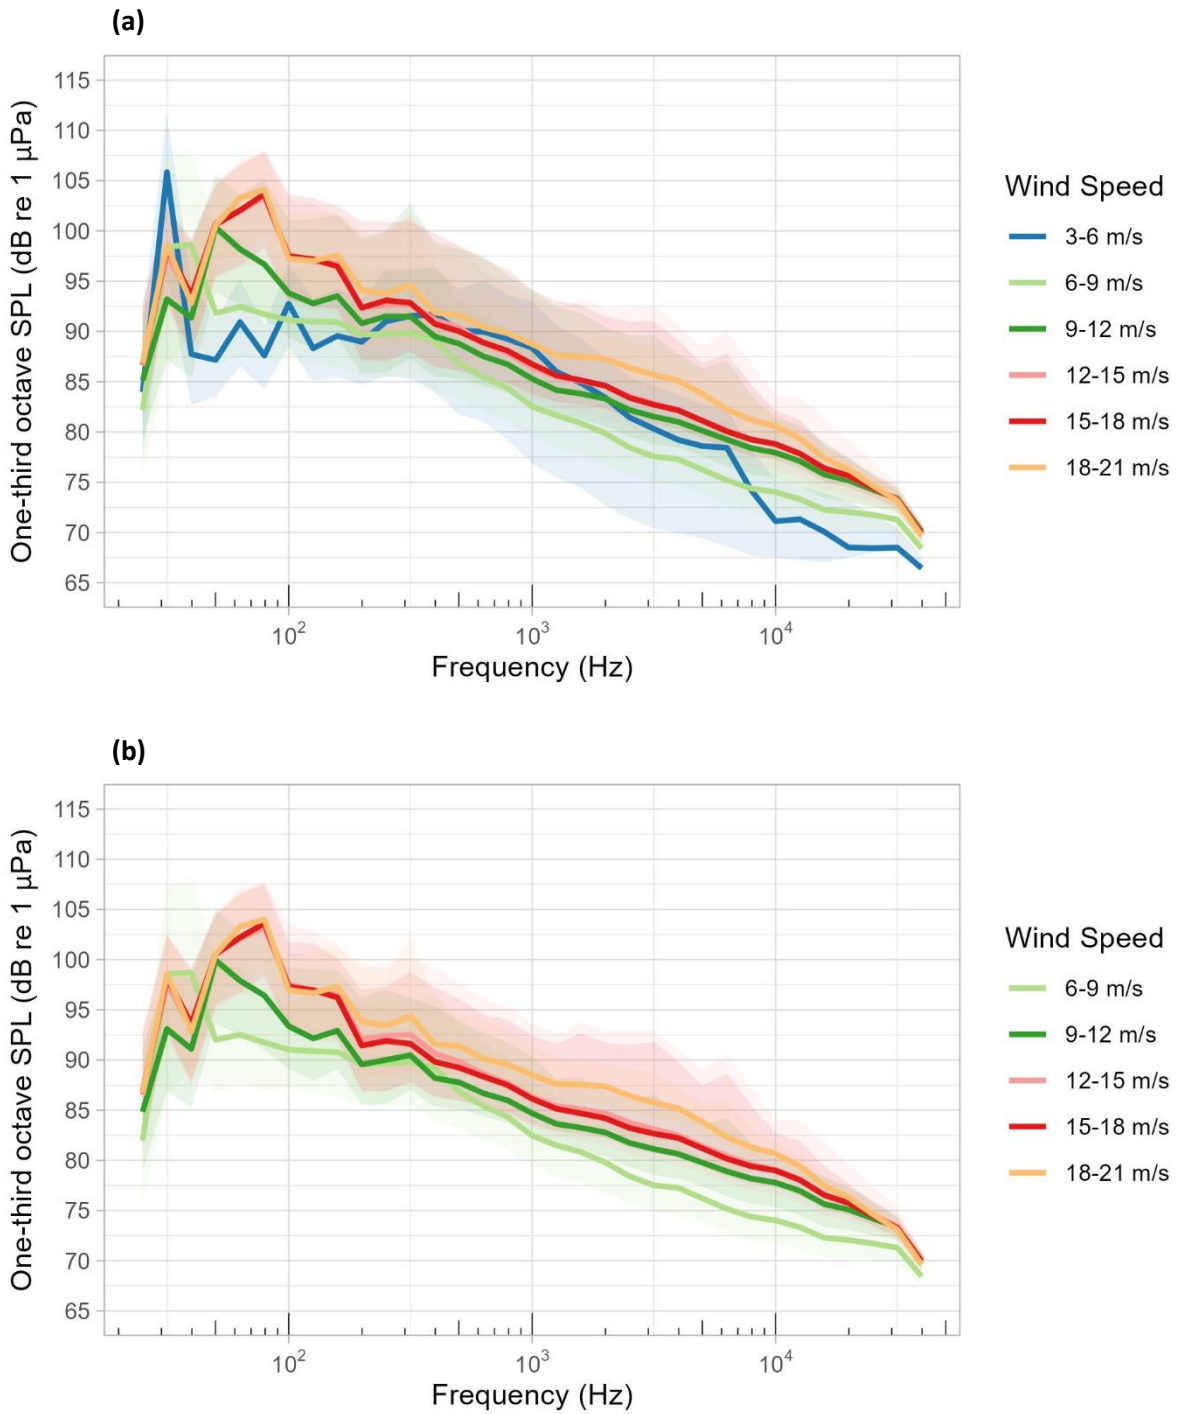 (a)
One-third octave SPL (dB re 1 µPa)
115
110
105
100
95
90
85
80
75
70
65
10²
10³
10⁴
Frequency (Hz)
Wind Speed
3-6 m/s
6-9 m/s
9-12 m/s
12-15 m/s
15-18 m/s
18-21 m/s
(b)
One-third octave SPL (dB re 1 µPa)
115
110
105
100
95
90
85
80
75
70
65
10²
10³
10⁴
Frequency (Hz)
Wind Speed
6-9 m/s
9-12 m/s
12-15 m/s
15-18 m/s
18-21 m/s